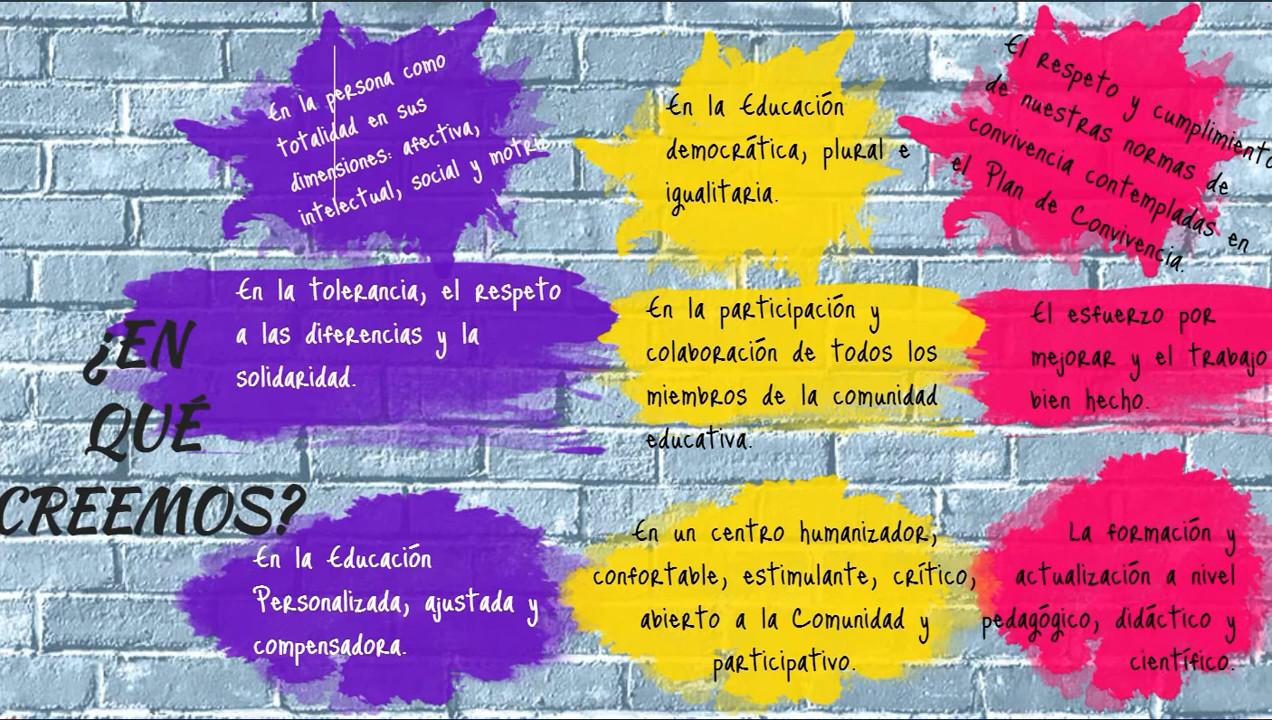 ¿EN
QUÉ
CREEMOS?
En la persona como
totalidad en sus
dimensiones: afectiva,
intelectual, social y motriz
En la Educación
democrática, plural e
igualitaria.
El respeto y cumplimiento
de nuestras normas de
convivencia contempladas en
el Plan de Convivencia.
En la tolerancia, el respeto
a las diferencias y la
solidaridad.
En la participación y
colaboración de todos los
miembros de la comunidad
educativa.
El esfuerzo por
mejorar y el trabajo
bien hecho.
En la Educación
Personalizada, ajustada y
compensadora.
En un centro humanizador,
confortable, estimulante, crítico,
abierto a la Comunidad y
participativo.
La formación y
actualización a nivel
pedagógico, didáctico y
científico.